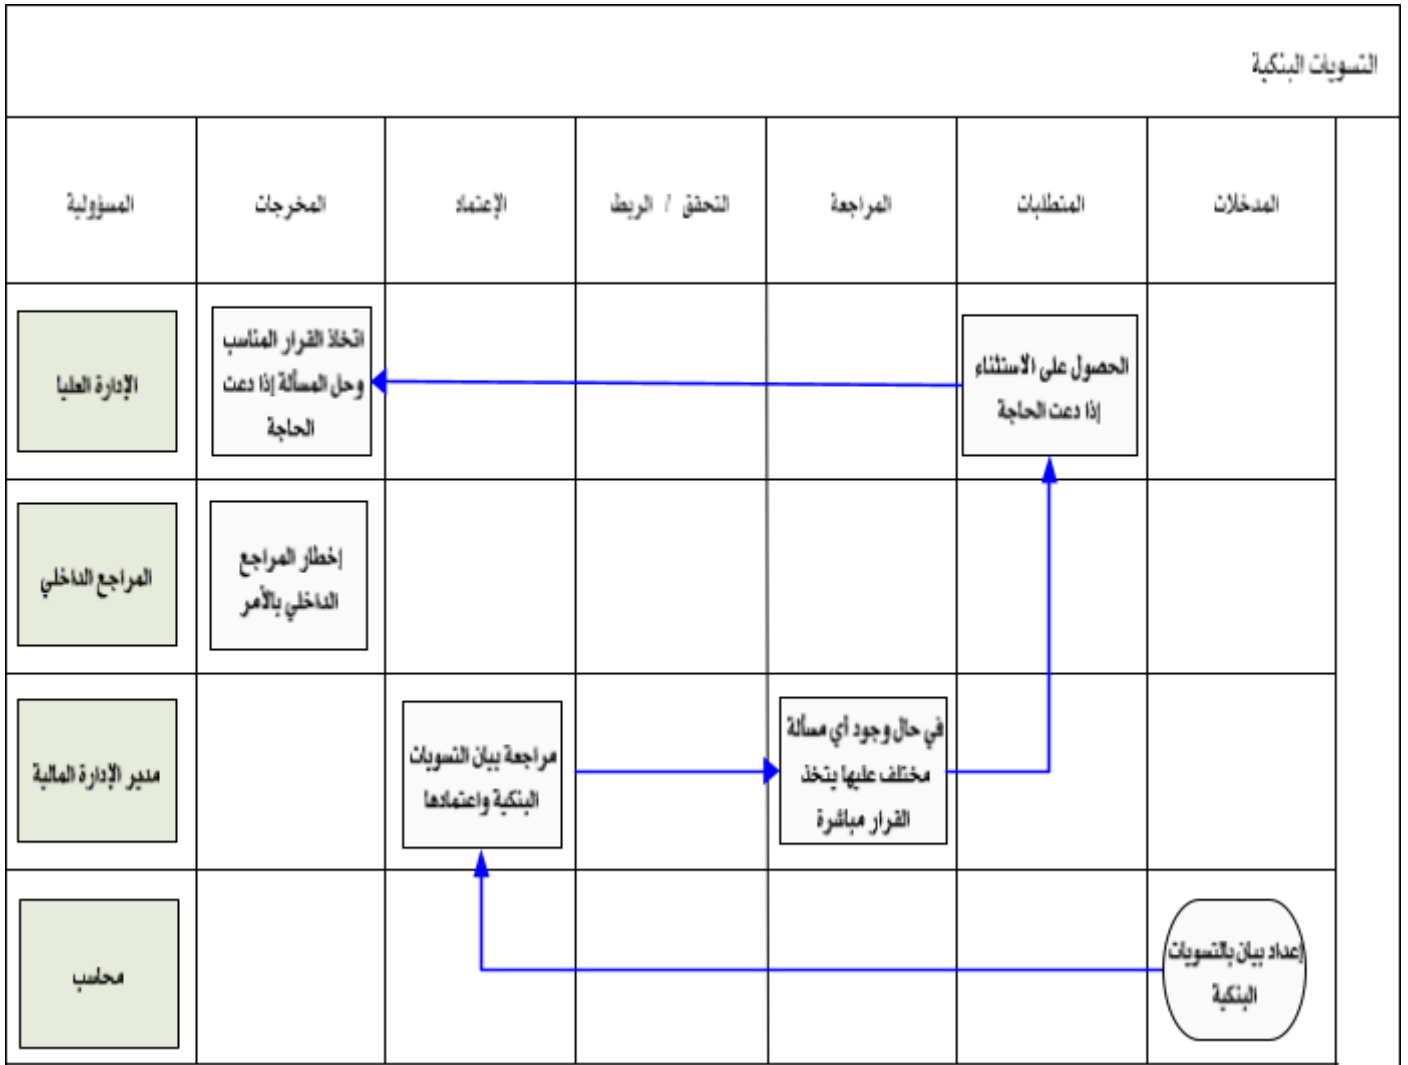 التسويات البنكية
المدخلات
المتطلبات
المراجعة
التحقق / الربط
الإعتماد
المخرجات
المسؤولية
الحصول على الاستثناء
إذا دعت الحاجة
اتخاذ القرار المناسب
وحل المسألة إذا دعت
الحاجة
الإدارة العليا
إخطار المراجع
الداخلي بالأمر
المراجع الداخلي
في حال وجود أي مسألة
مختلف عليها يتخذ
القرار مباشرة
مراجعة بيان التسويات
البنكية واعتمادها
مدير الإدارة المالية
إعداد بيان بالتسويات
البنكية
محاسب